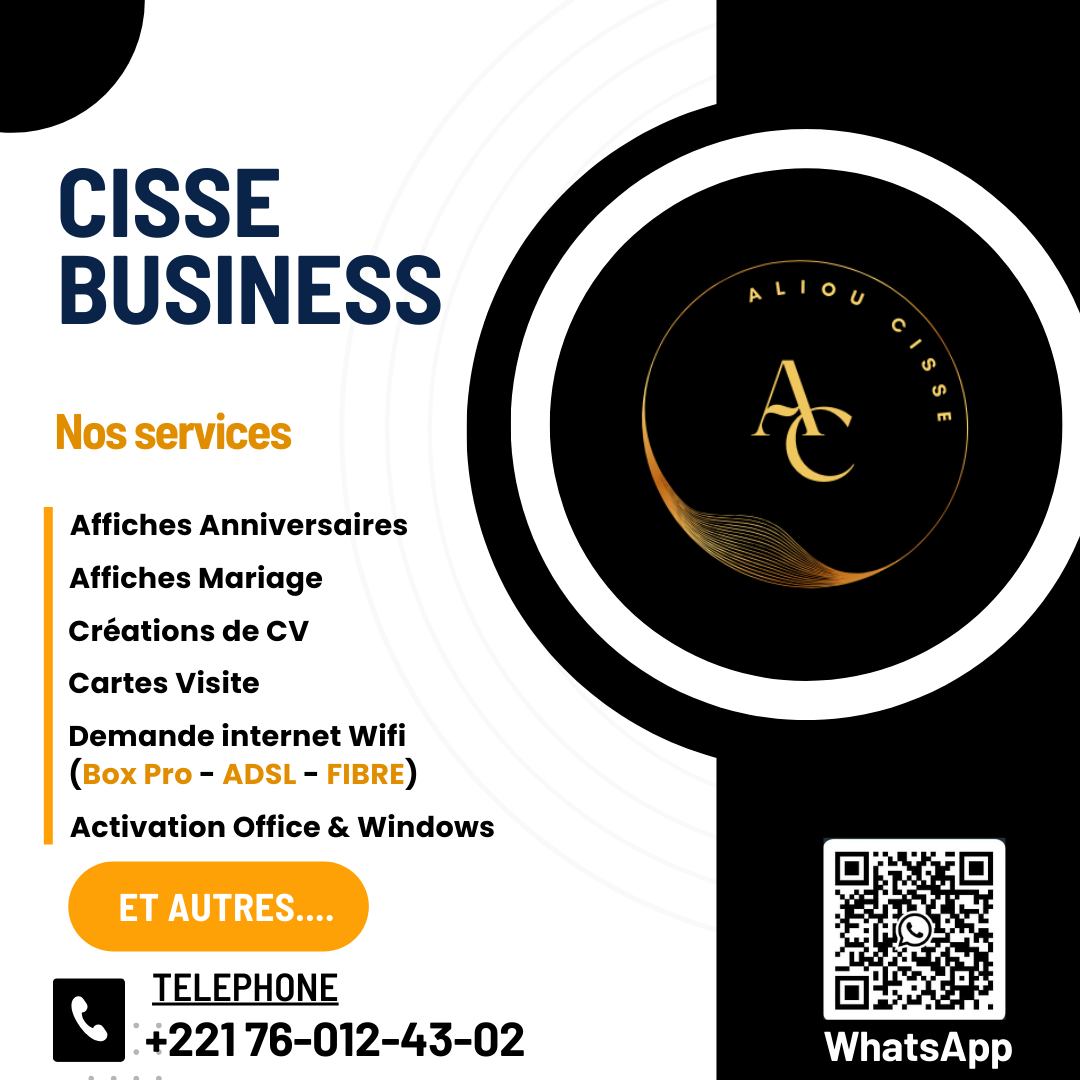 CISSE
BUSINESS
ALIOU CISSE
AC
Nos services
Affiches Anniversaires
Affiches Mariage
Créations de CV
Cartes Visite
Demande internet Wifi
(Box Pro - ADSL - FIBRE)
Activation Office & Windows
ET AUTRES....
TELEPHONE
+221 76-012-43-02
WhatsApp